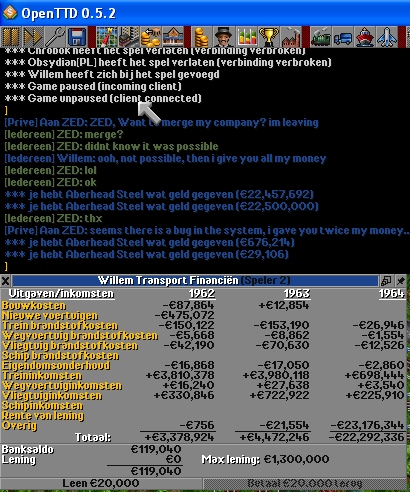 OpenTTD 0.5.2
*** Chrobok heeft het spel verlaten (verbinding verbroken)
*** Obsydian[PL] heeft het spel verlaten (verbinding verbroken)
*** Willem heeft zich bij het spel gevoegd
*** Game paused (incoming client)
*** Game unpaused (client connected)
]
[Prive] Aan ZED: ZED, Want to merge my company? im leaving
[Iedereen] ZED: merge?
[Iedereen] ZED: didnt know it was possible
[Iedereen] Willem: ooh, not possible, then i give you all my money
[Iedereen] ZED: lol
[Iedereen] ZED: ok
*** je hebt Aberhead Steel wat geld gegeven (€22,457,692)
*** je hebt Aberhead Steel wat geld gegeven (€22,500,000)
[Iedereen] ZED: thx
[Prive] Aan ZED: seems there is a bug in the system, i gave you twice my money...
*** je hebt Aberhead Steel wat geld gegeven (€676,214)
*** je hebt Aberhead Steel wat geld gegeven (€29,106)
]
Willem Transport Financiën (Speler 2)
Uitgaven/inkomsten 1962 1963 1964
Bouwkosten -€87,864 +€12,854
Nieuwe voertuigen -€475,072
Trein brandstofkosten -€150,122 -€153,190 -€26,946
Wegvoertuig brandstofkosten -€5,668 -€8,862 -€1,554
Vliegtuig brandstofkosten -€42,190 -€70,630 -€12,526
Schip brandstofkosten
Eigendomsonderhoud -€16,868 -€17,050 -€2,860
Treininkomsten +€3,810,378 +€3,980,118 +€698,444
Wegvoertuiginkomsten +€16,240 +€27,638 +€3,540
Vliegtuiginkomsten +€330,846 +€722,922 +€225,910
Schipinkomsten
Rente van lening
Overig -€756 -€21,554 -€23,176,344
Totaal: +€3,378,924 +€4,472,246 -€22,292,336
Banksaldo €119,040
Lening €0 Max lening: €1,300,000
€119,040
Leen €20,000 Betaal €20,000 terug